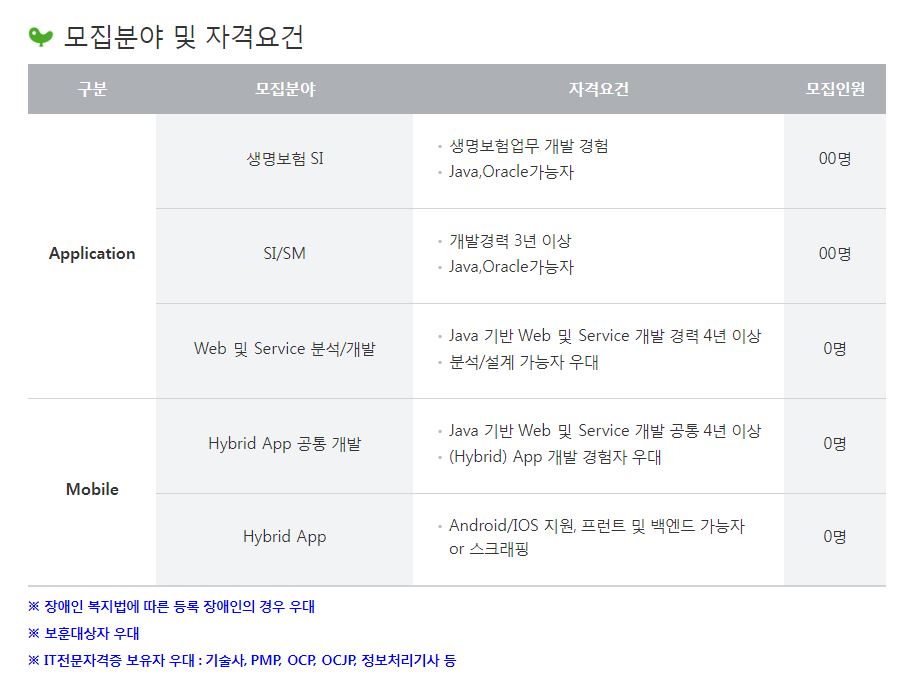 모집분야 및 자격요건
구분 모집분야 자격요건 모집인원
Application
생명보험 SI
· 생명보험업무 개발 경험
· Java,Oracle가능자
00명
SI/SM
· 개발경력 3년 이상
· Java,Oracle가능자
00명
Web 및 Service 분석/개발
· Java 기반 Web 및 Service 개발 경력 4년 이상
· 분석/설계 가능자 우대
0명
Mobile
Hybrid App 공통 개발
· Java 기반 Web 및 Service 개발 공통 4년 이상
· (Hybrid) App 개발 경험자 우대
0명
Hybrid App
· Android/IOS 지원, 프런트 및 백엔드 가능자
or 스크래핑
0명
※ 장애인 복지법에 따른 등록 장애인의 경우 우대
※ 보훈대상자 우대
※ IT전문자격증 보유자 우대 : 기술사, PMP, OCP, OCJP, 정보처리기사 등